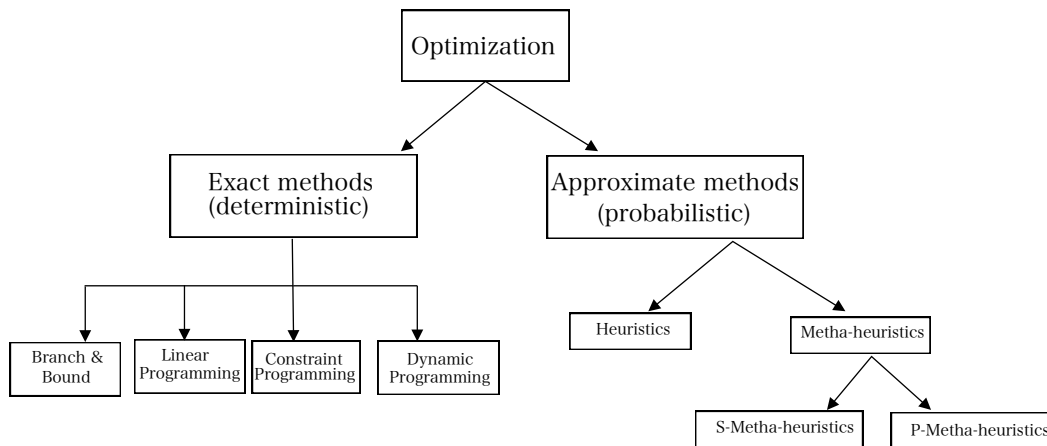 Optimization
Exact methods
(deterministic)
Approximate methods
(probabilistic)
Heuristics
Metha-heuristics
Branch &
Bound
Linear
Programming
Constraint
Programming
Dynamic
Programming
S-Metha-heuristics
P-Metha-heuristics